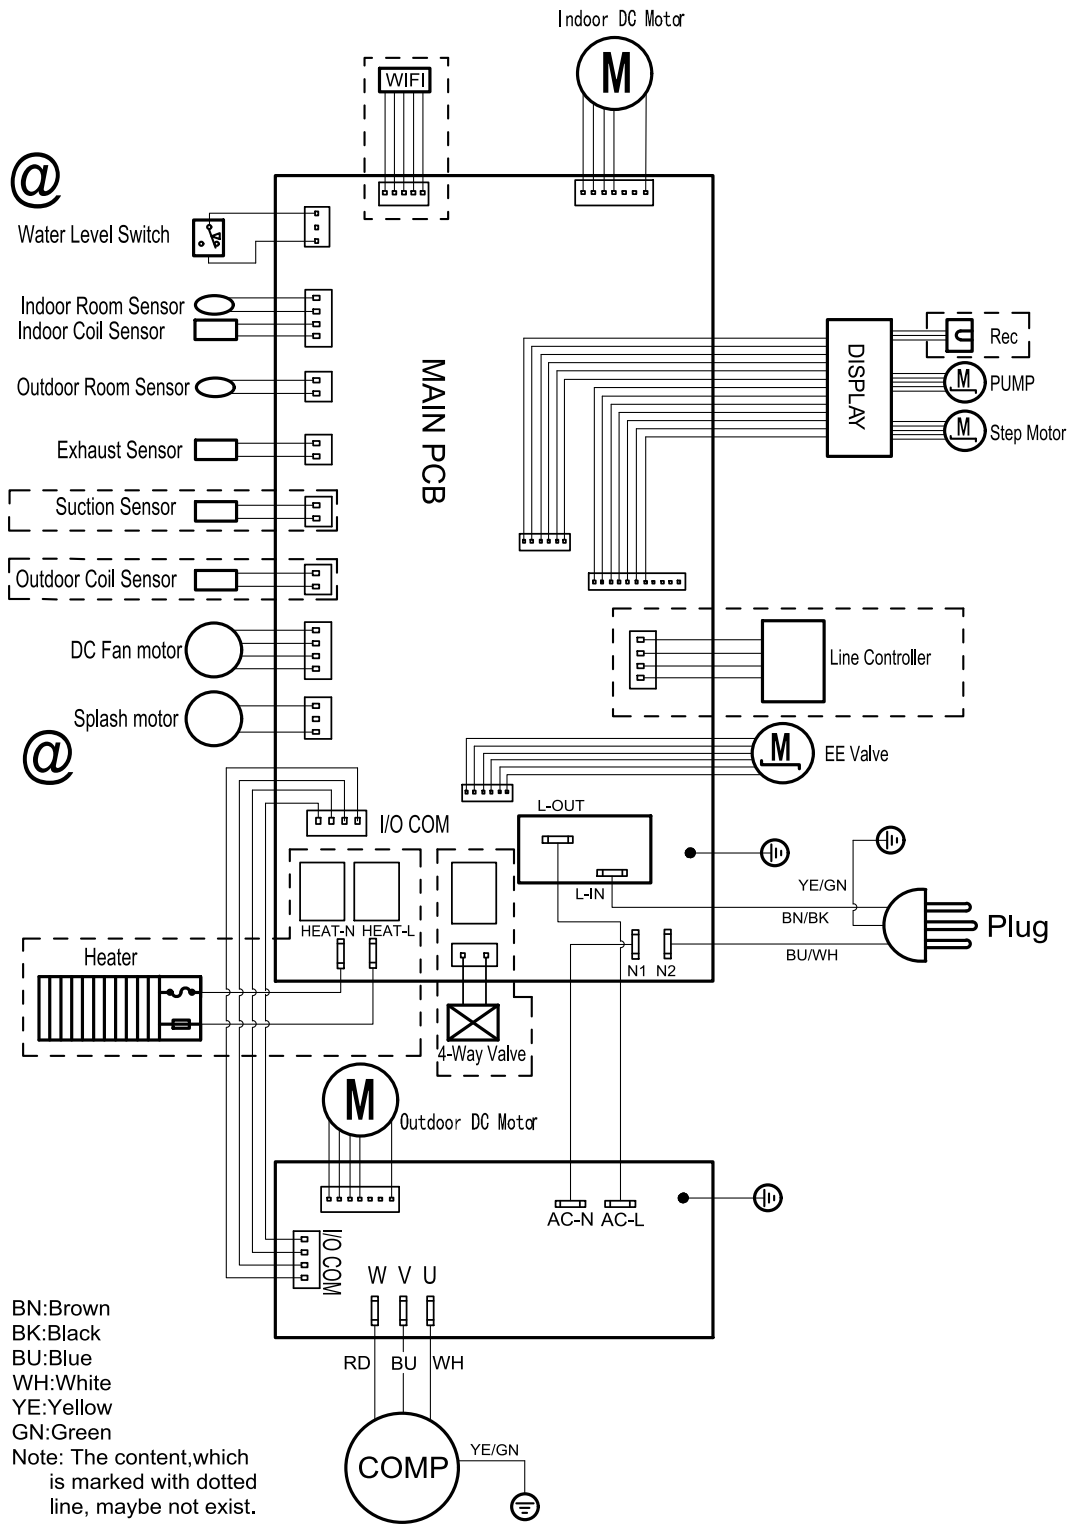 Indoor DC Motor
M
WIFI
@
Water Level Switch
Indoor Room Sensor
Indoor Coil Sensor
Outdoor Room Sensor
Exhaust Sensor
Suction Sensor
Outdoor Coil Sensor
DC Fan motor
Splash motor
@
MAIN PCB
DISPLAY
Rec
M
PUMP
M
Step Motor
Line Controller
M
EE Valve
I/O COM
L-OUT
L-IN
HEAT-N
HEAT-L
YE/GN
BN/BK
BU/WH
Plug
N1
N2
Heater
4-Way Valve
M
Outdoor DC Motor
AC-N
AC-L
I/O COM
W
V
U
RD
BU
WH
COMP
YE/GN
BN:Brown
BK:Black
BU:Blue
WH:White
YE:Yellow
GN:Green
Note: The content,which
is marked with dotted
line, maybe not exist.